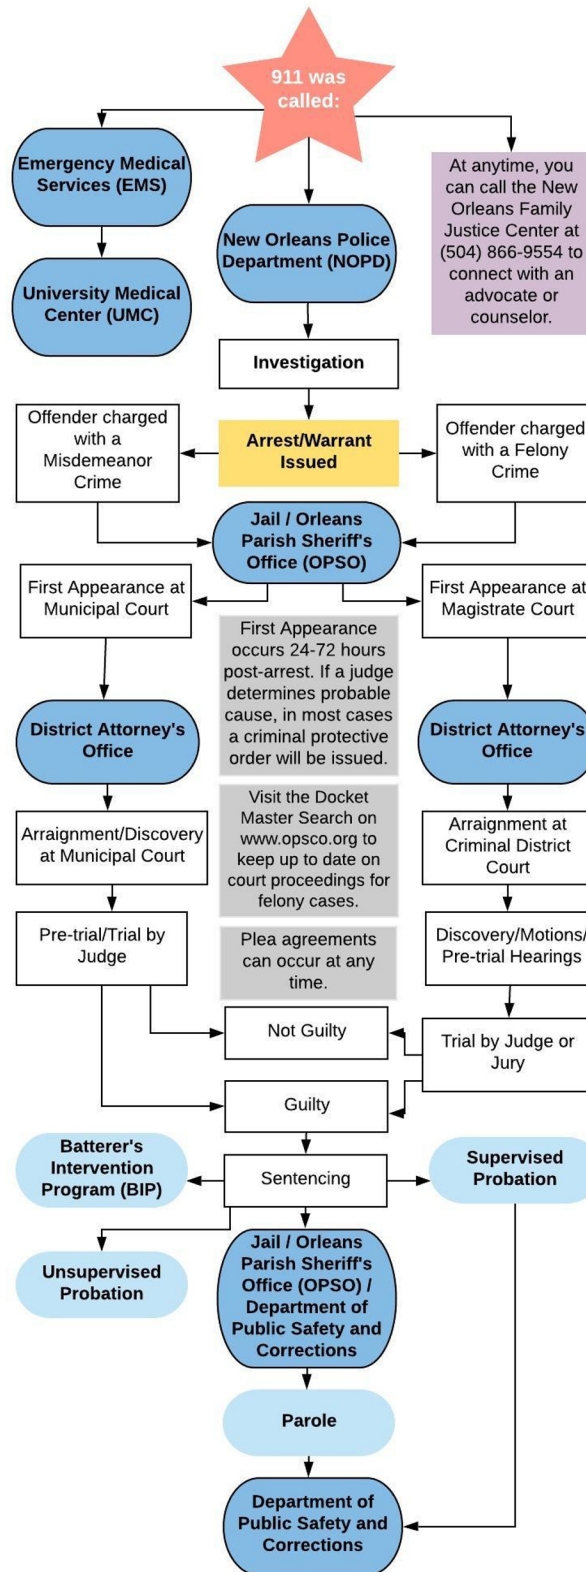 911 was
called:
Emergency Medical
Services (EMS)
At anytime, you
can call the New
Orleans Family
Justice Center at
(504) 866-9554 to
connect with an
advocate or
counselor.
New Orleans Police
Department (NOPD)
University Medical
Center (UMC)
Investigation
Offender charged
with a
Misdemeanor
Crime
Arrest/Warrant
Issued
Offender charged
with a Felony
Crime
Jail / Orleans
Parish Sheriff's
Office (OPSO)
First Appearance at
Municipal Court
First Appearance at
Magistrate Court
First Appearance
occurs 24-72 hours
post-arrest. If a judge
determines probable
cause, in most cases
a criminal protective
order will be issued.
District Attorney's
Office
District Attorney's
Office
Visit the Docket
Master Search on
www.opsco.org to
keep up to date on
court proceedings for
felony cases.
Arraignment/Discovery
at Municipal Court
Arraignment at
Criminal District
Court
Pre-trial/Trial by
Judge
Plea agreements
can occur at any
time.
Discovery/Motions/
Pre-trial Hearings
Not Guilty
Trial by Judge or
Jury
Guilty
Batterer's
Intervention
Program (BIP)
Sentencing
Supervised
Probation
Unsupervised
Probation
Jail / Orleans
Parish Sheriff's
Office (OPSO) /
Department of
Public Safety and
Corrections
Parole
Department of
Public Safety and
Corrections